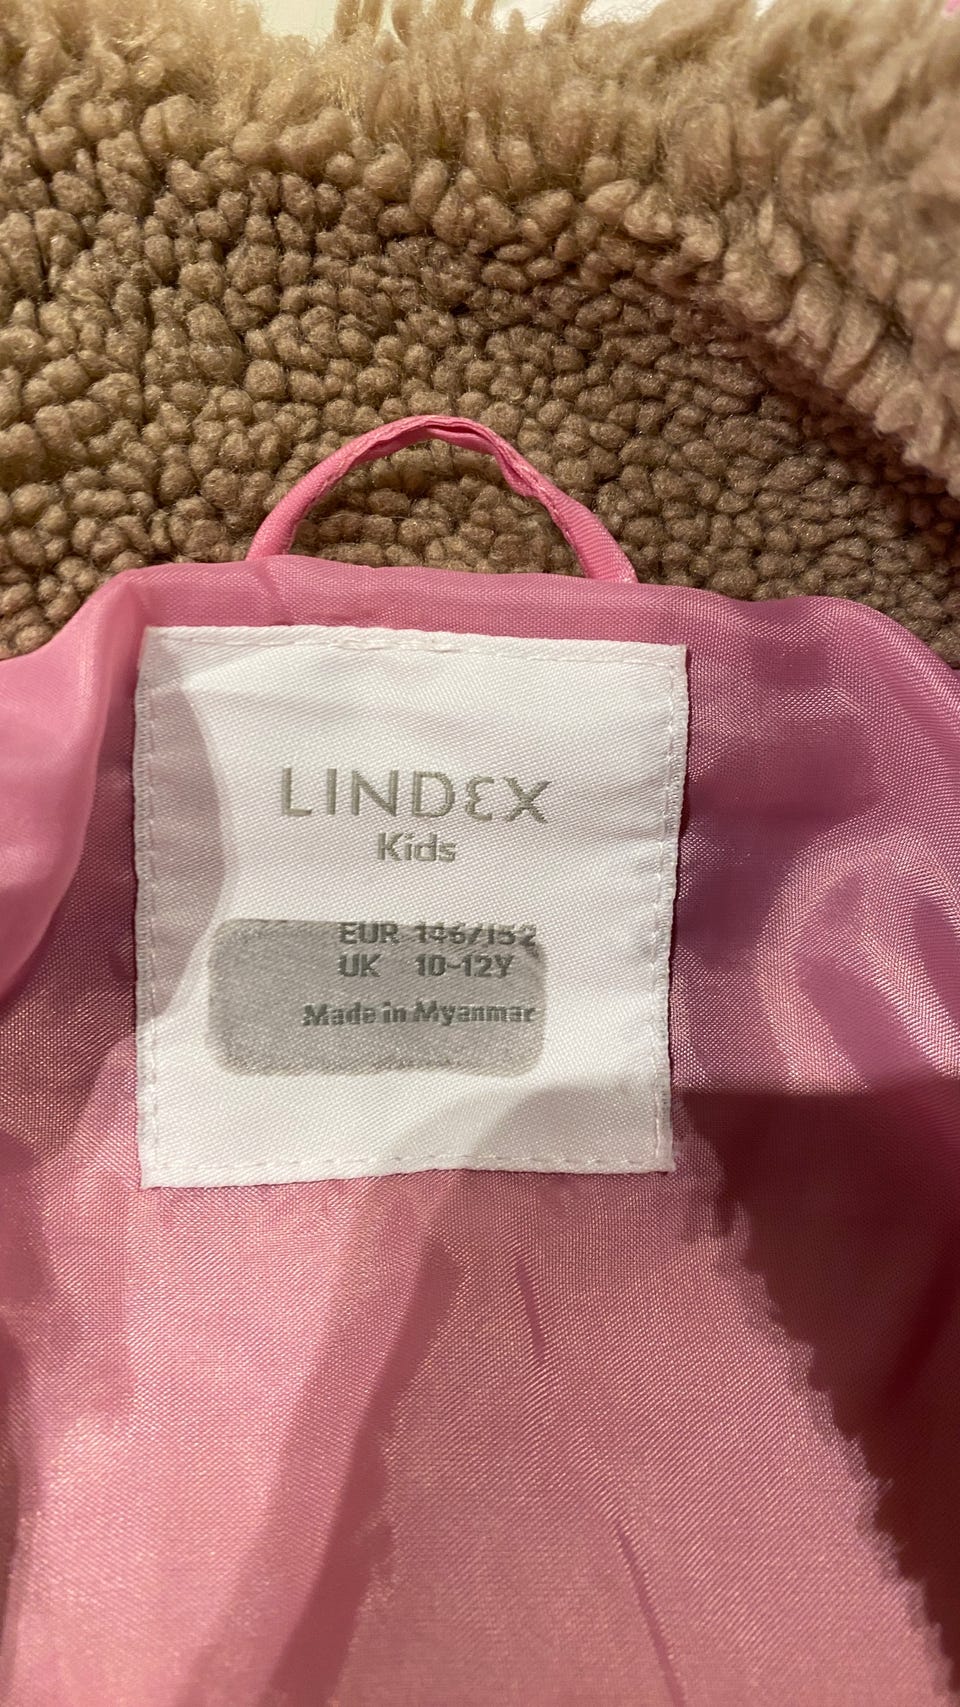 LINDEX
Kids
EUR 146/152
UK 10-12Y
Made in Myanmar